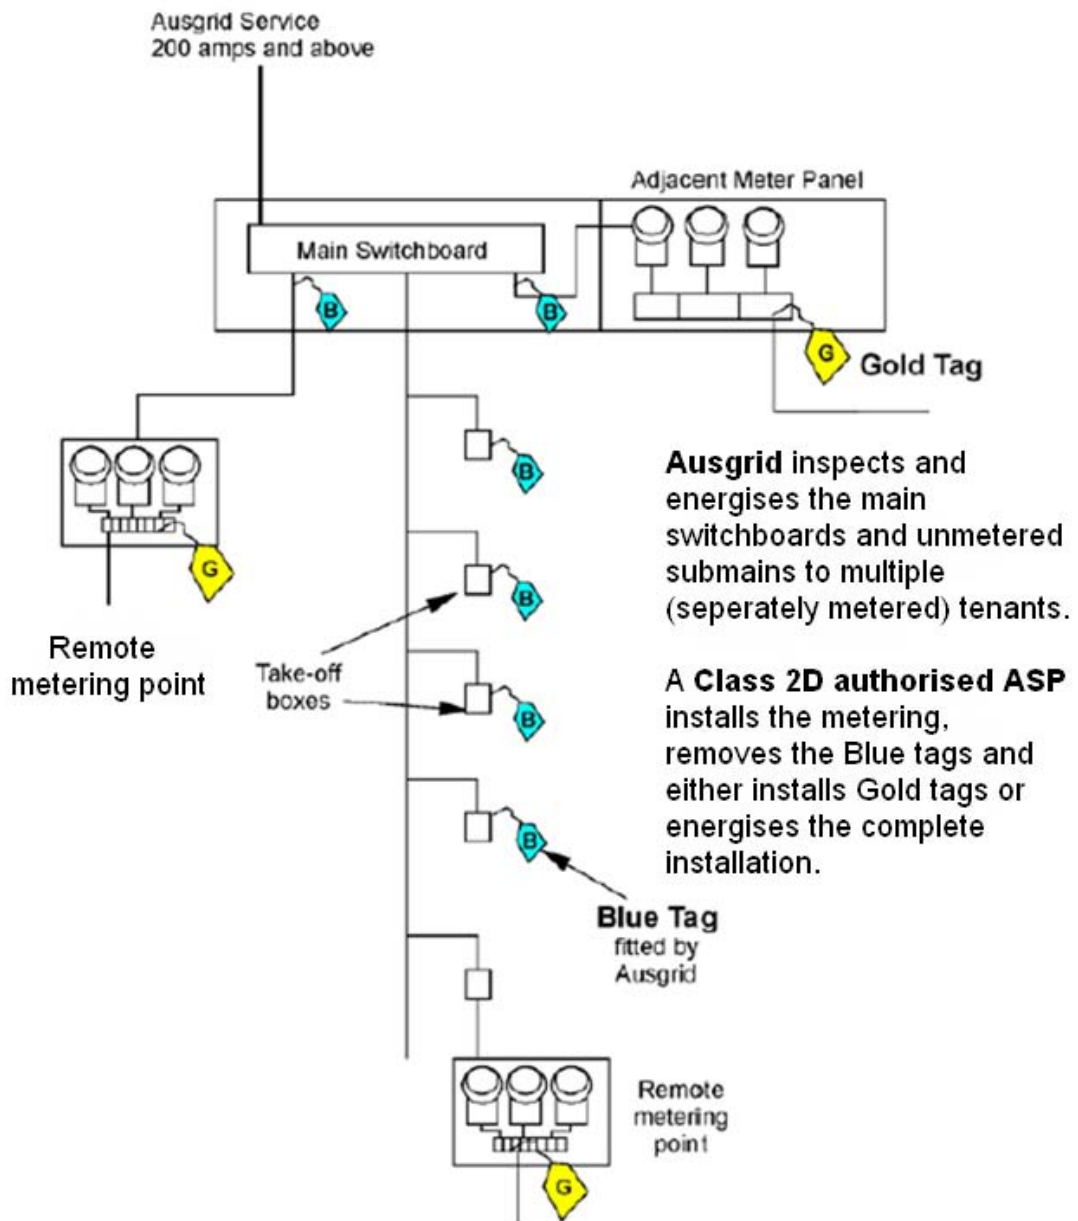 Ausgrid Service
200 amps and above
Adjacent Meter Panel
Main Switchboard
B
B
G
Gold Tag
B
Ausgrid inspects and
energises the main
switchboards and unmetered
submains to multiple
(seperately metered) tenants.
G
B
Remote
metering point
Take-off
boxes
B
A Class 2D authorised ASP
installs the metering,
removes the Blue tags and
either installs Gold tags or
energises the complete
installation.
B
Blue Tag
fitted by
Ausgrid
Remote
metering
point
G